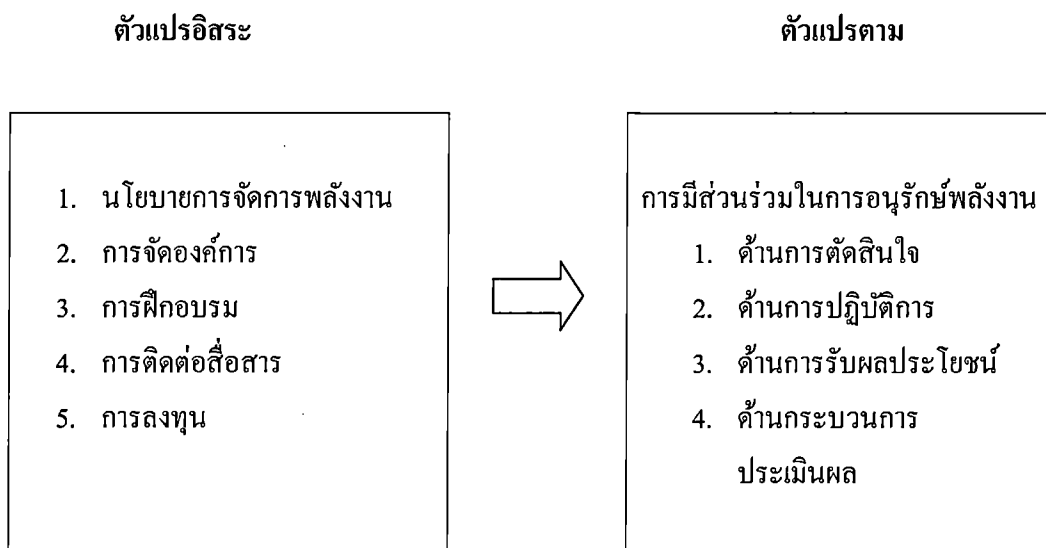 ตัวแปรอิสระ
ตัวแปรตาม
1. นโยบายการจัดการพลังงาน
2. การจัดองค์การ
3. การฝึกอบรม
4. การติดต่อสื่อสาร
5. การลงทุน
การมีส่วนร่วมในการอนุรักษ์พลังงาน
1. ด้านการตัดสินใจ
2. ด้านการปฏิบัติการ
3. ด้านการรับผลประโยชน์
4. ด้านกระบวนการ
ประเมินผล